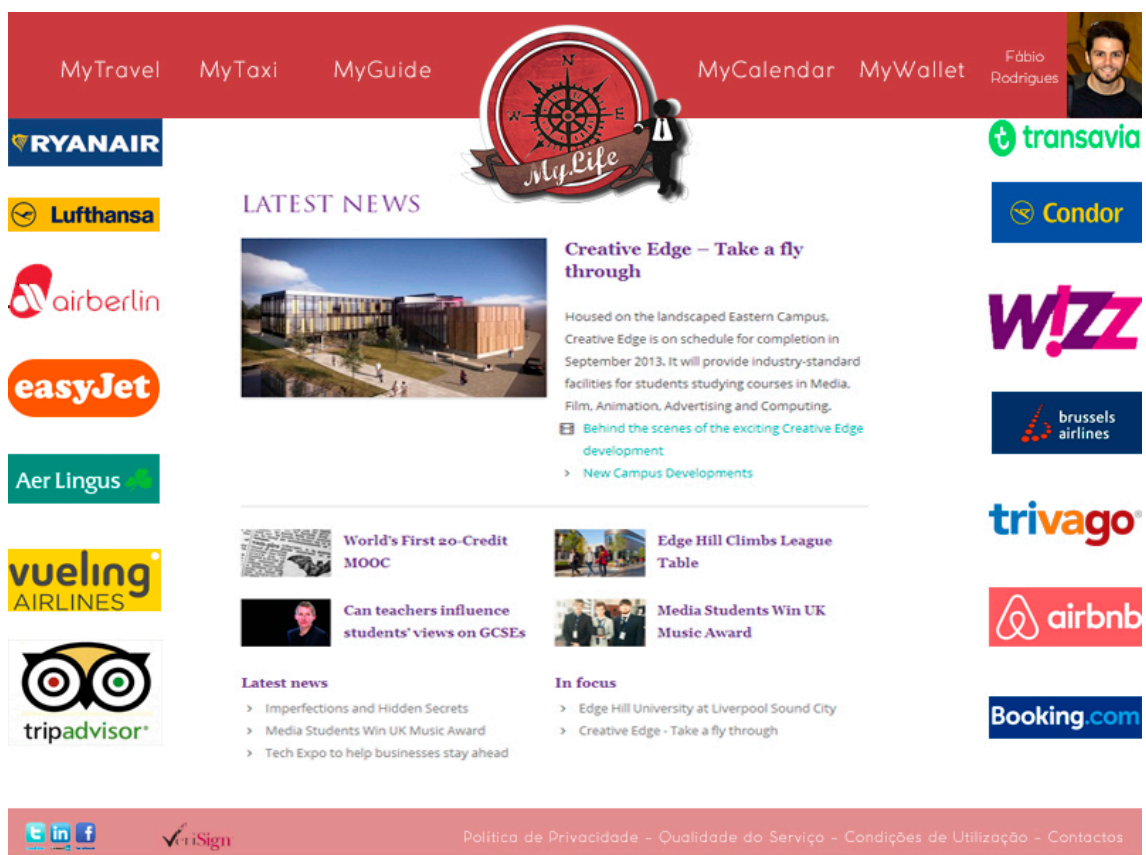 MyTravel
MyTaxi
MyGuide
N
W
E
My.Life
MyCalendar
MyWallet
Fábio
Rodrigues
RYANAIR
Lufthansa
airberlin
easyJet
Aer Lingus
vueling
AIRLINES
tripadvisor®
LATEST NEWS
Creative Edge – Take a fly
through
Housed on the landscaped Eastern Campus,
Creative Edge is on schedule for completion in
September 2013. It will provide industry-standard
facilities for students studying courses in Media,
Film, Animation, Advertising and Computing.
Behind the scenes of the exciting Creative Edge
development
> New Campus Developments
World's First 20-Credit
MOOC
Edge Hill Climbs League
Table
Can teachers influence
students' views on GCSEs
Media Students Win UK
Music Award
Latest news
> Imperfections and Hidden Secrets
> Media Students Win UK Music Award
> Tech Expo to help businesses stay ahead
In focus
> Edge Hill University at Liverpool Sound City
> Creative Edge - Take a fly through
transavia
Condor
W!ZZ
brussels
airlines
trivago®
airbnb
Booking.com
VeriSign
Política de Privacidade - Qualidade do Serviço - Condições de Utilização - Contactos